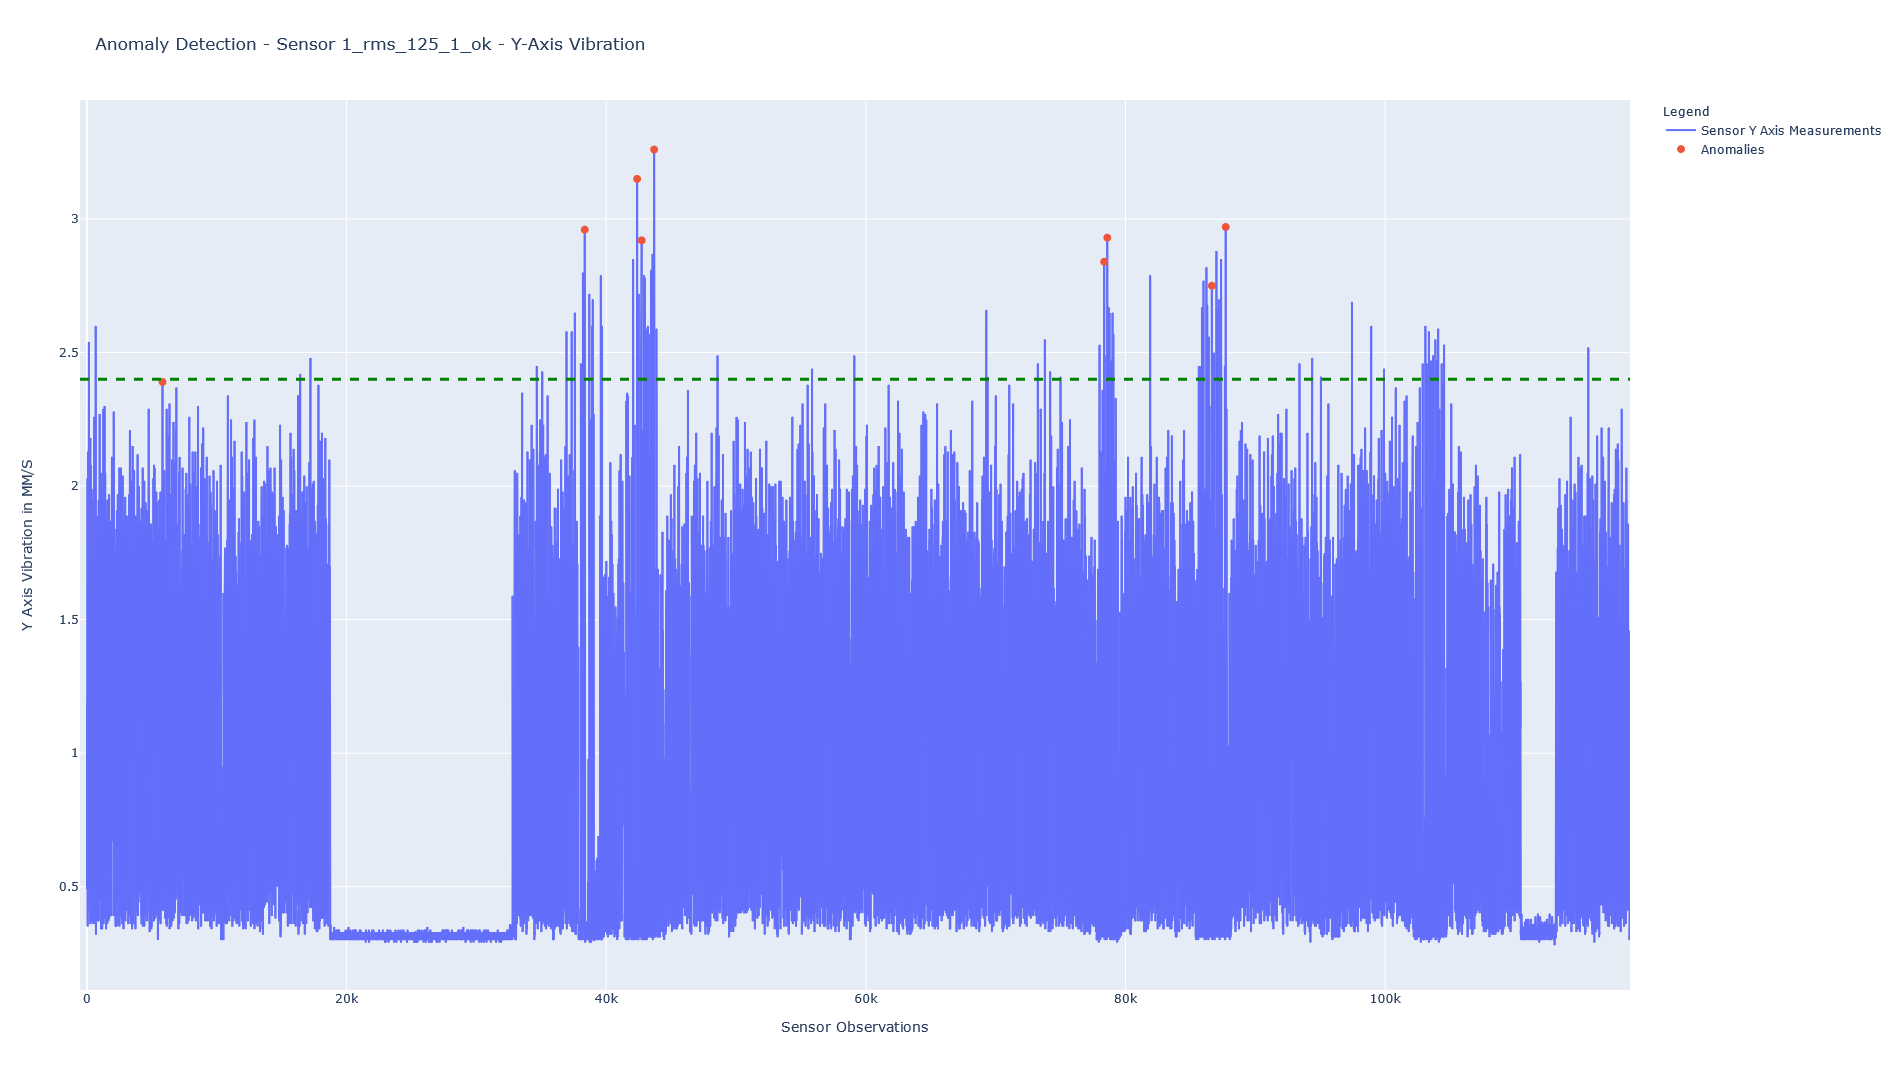 Anomaly Detection - Sensor 1_rms_125_1_ok - Y-Axis Vibration
Legend
Sensor Y Axis Measurements
Anomalies
3
2.5
2
1.5
1
0.5
Y Axis Vibration in MM/S
0
20k
40k
60k
80k
100k
Sensor Observations